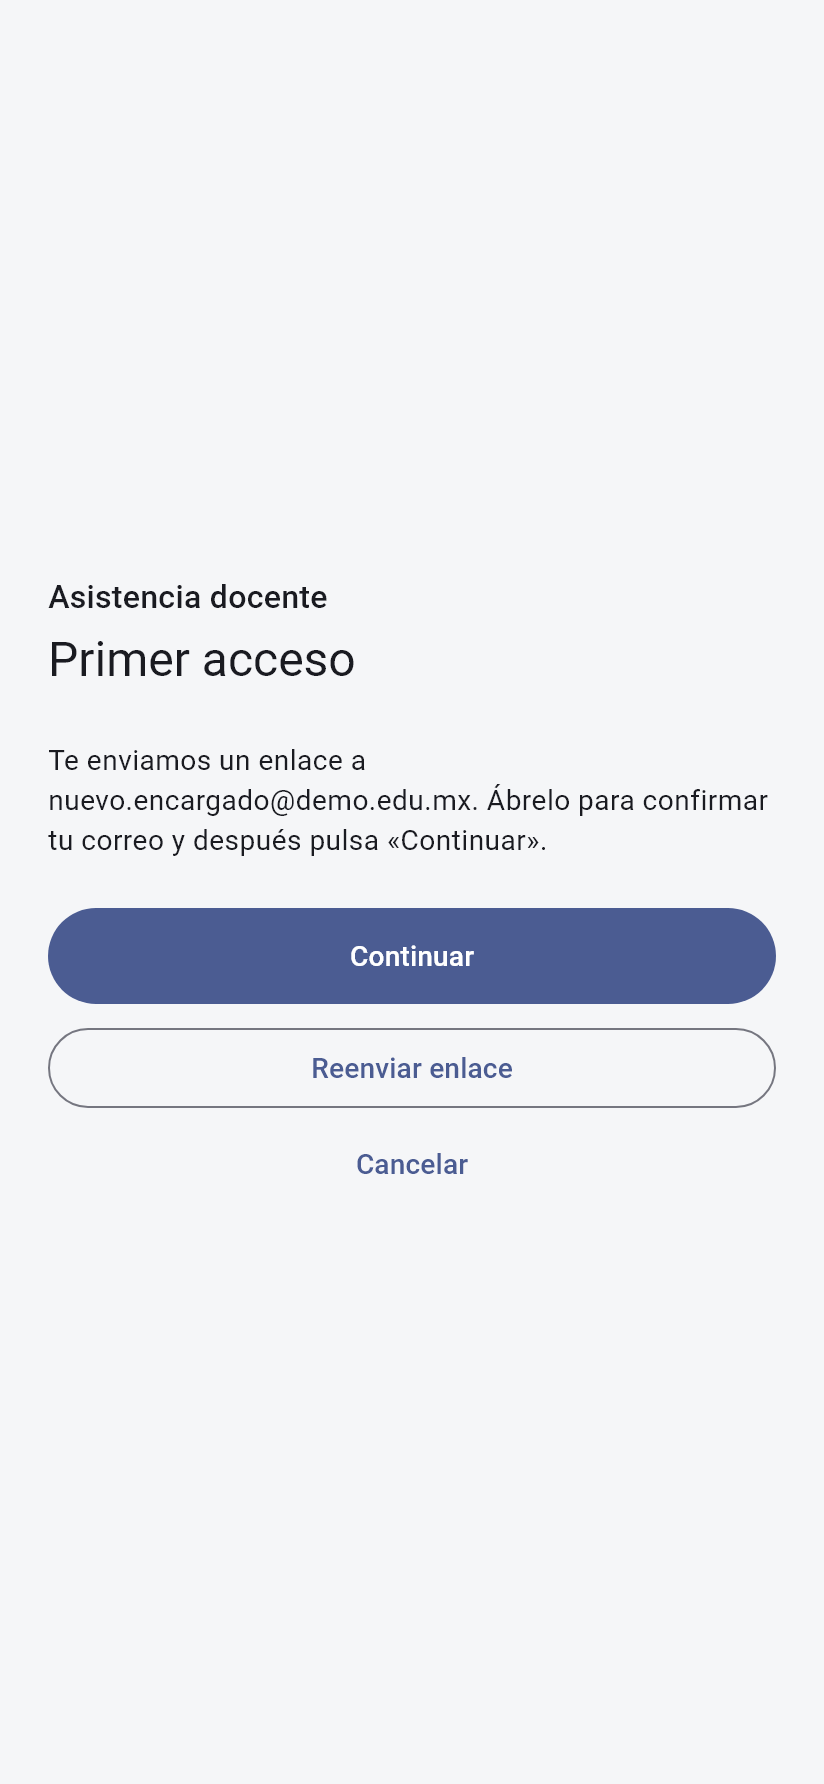 Asistencia docente
Primer acceso
Te enviamos un enlace a
nuevo.encargado@demo.edu.mx. Ábrelo para confirmar
tu correo y después pulsa «Continuar».
Continuar
Reenviar enlace
Cancelar